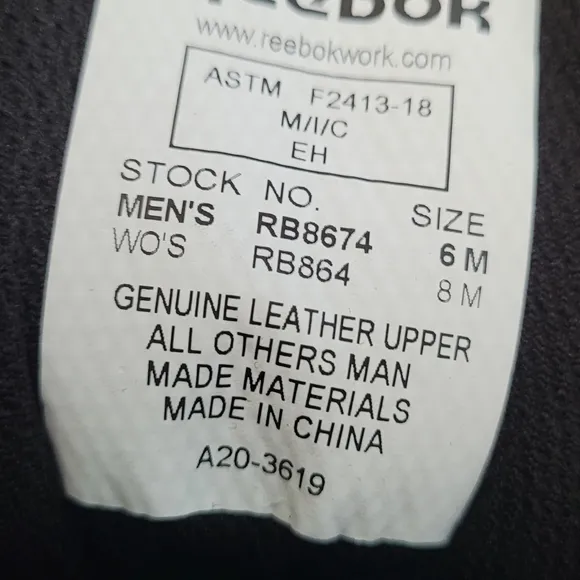 Reebok
www.reebokwork.com
ASTM F2413-18
M/I/C
EH
STOCK NO. SIZE
MEN'S RB8674 6 M
WO'S RB864 8 M
GENUINE LEATHER UPPER
ALL OTHERS MAN
MADE MATERIALS
MADE IN CHINA
A20-3619